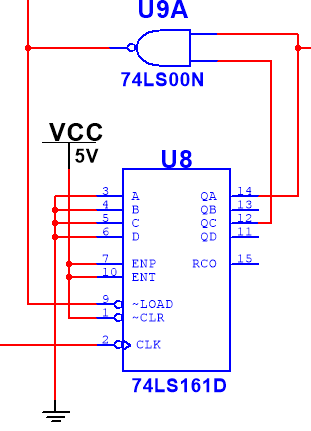 U9A
74LS00N
VCC
5V
U8
3 A QA 14
4 B QB 13
5 C QC 12
6 D QD 11
7 ENP RCO 15
10 ENT
9 ~LOAD
1 ~CLR
2 CLK
74LS161D